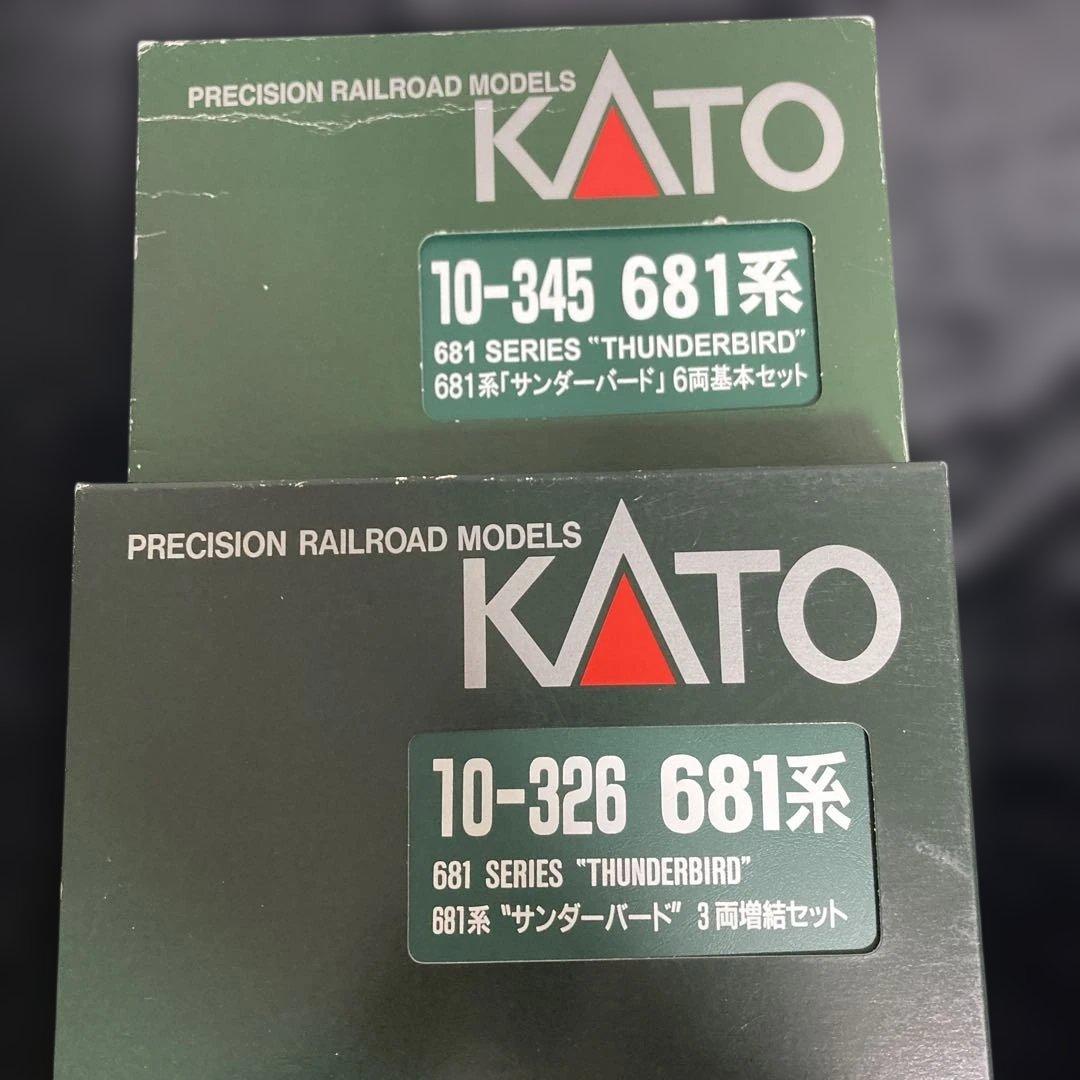 PRECISION RAILROAD MODELS
KATO
10-345 681系
681 SERIES “THUNDERBIRD”
681系「サンダーバード」6両基本セット
PRECISION RAILROAD MODELS
KATO
10-326 681系
681 SERIES “THUNDERBIRD”
681系 “サンダーバード” 3両増結セット